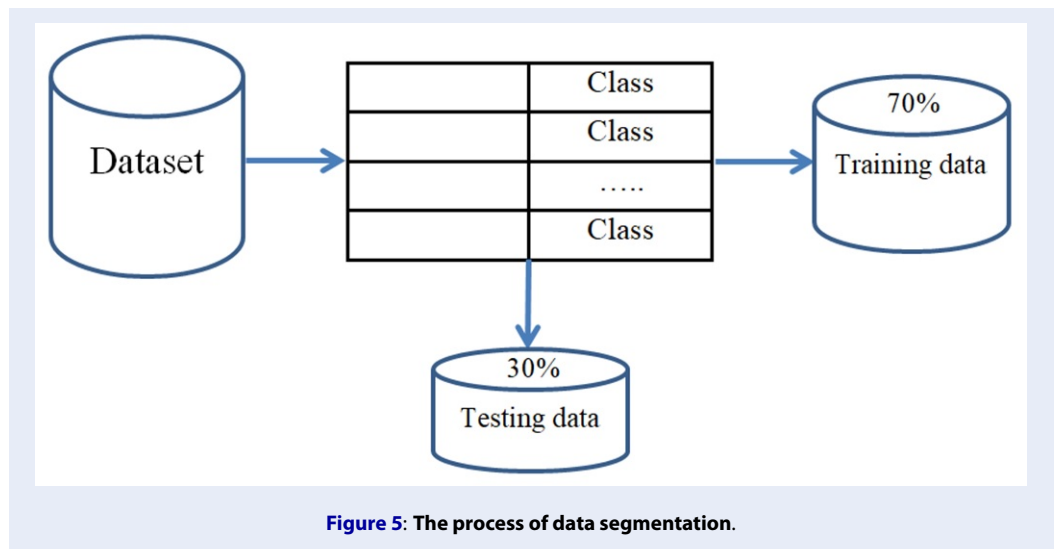 Dataset
Class
Class
.....
Class
70%
Training data
30%
Testing data
Figure 5: The process of data segmentation.